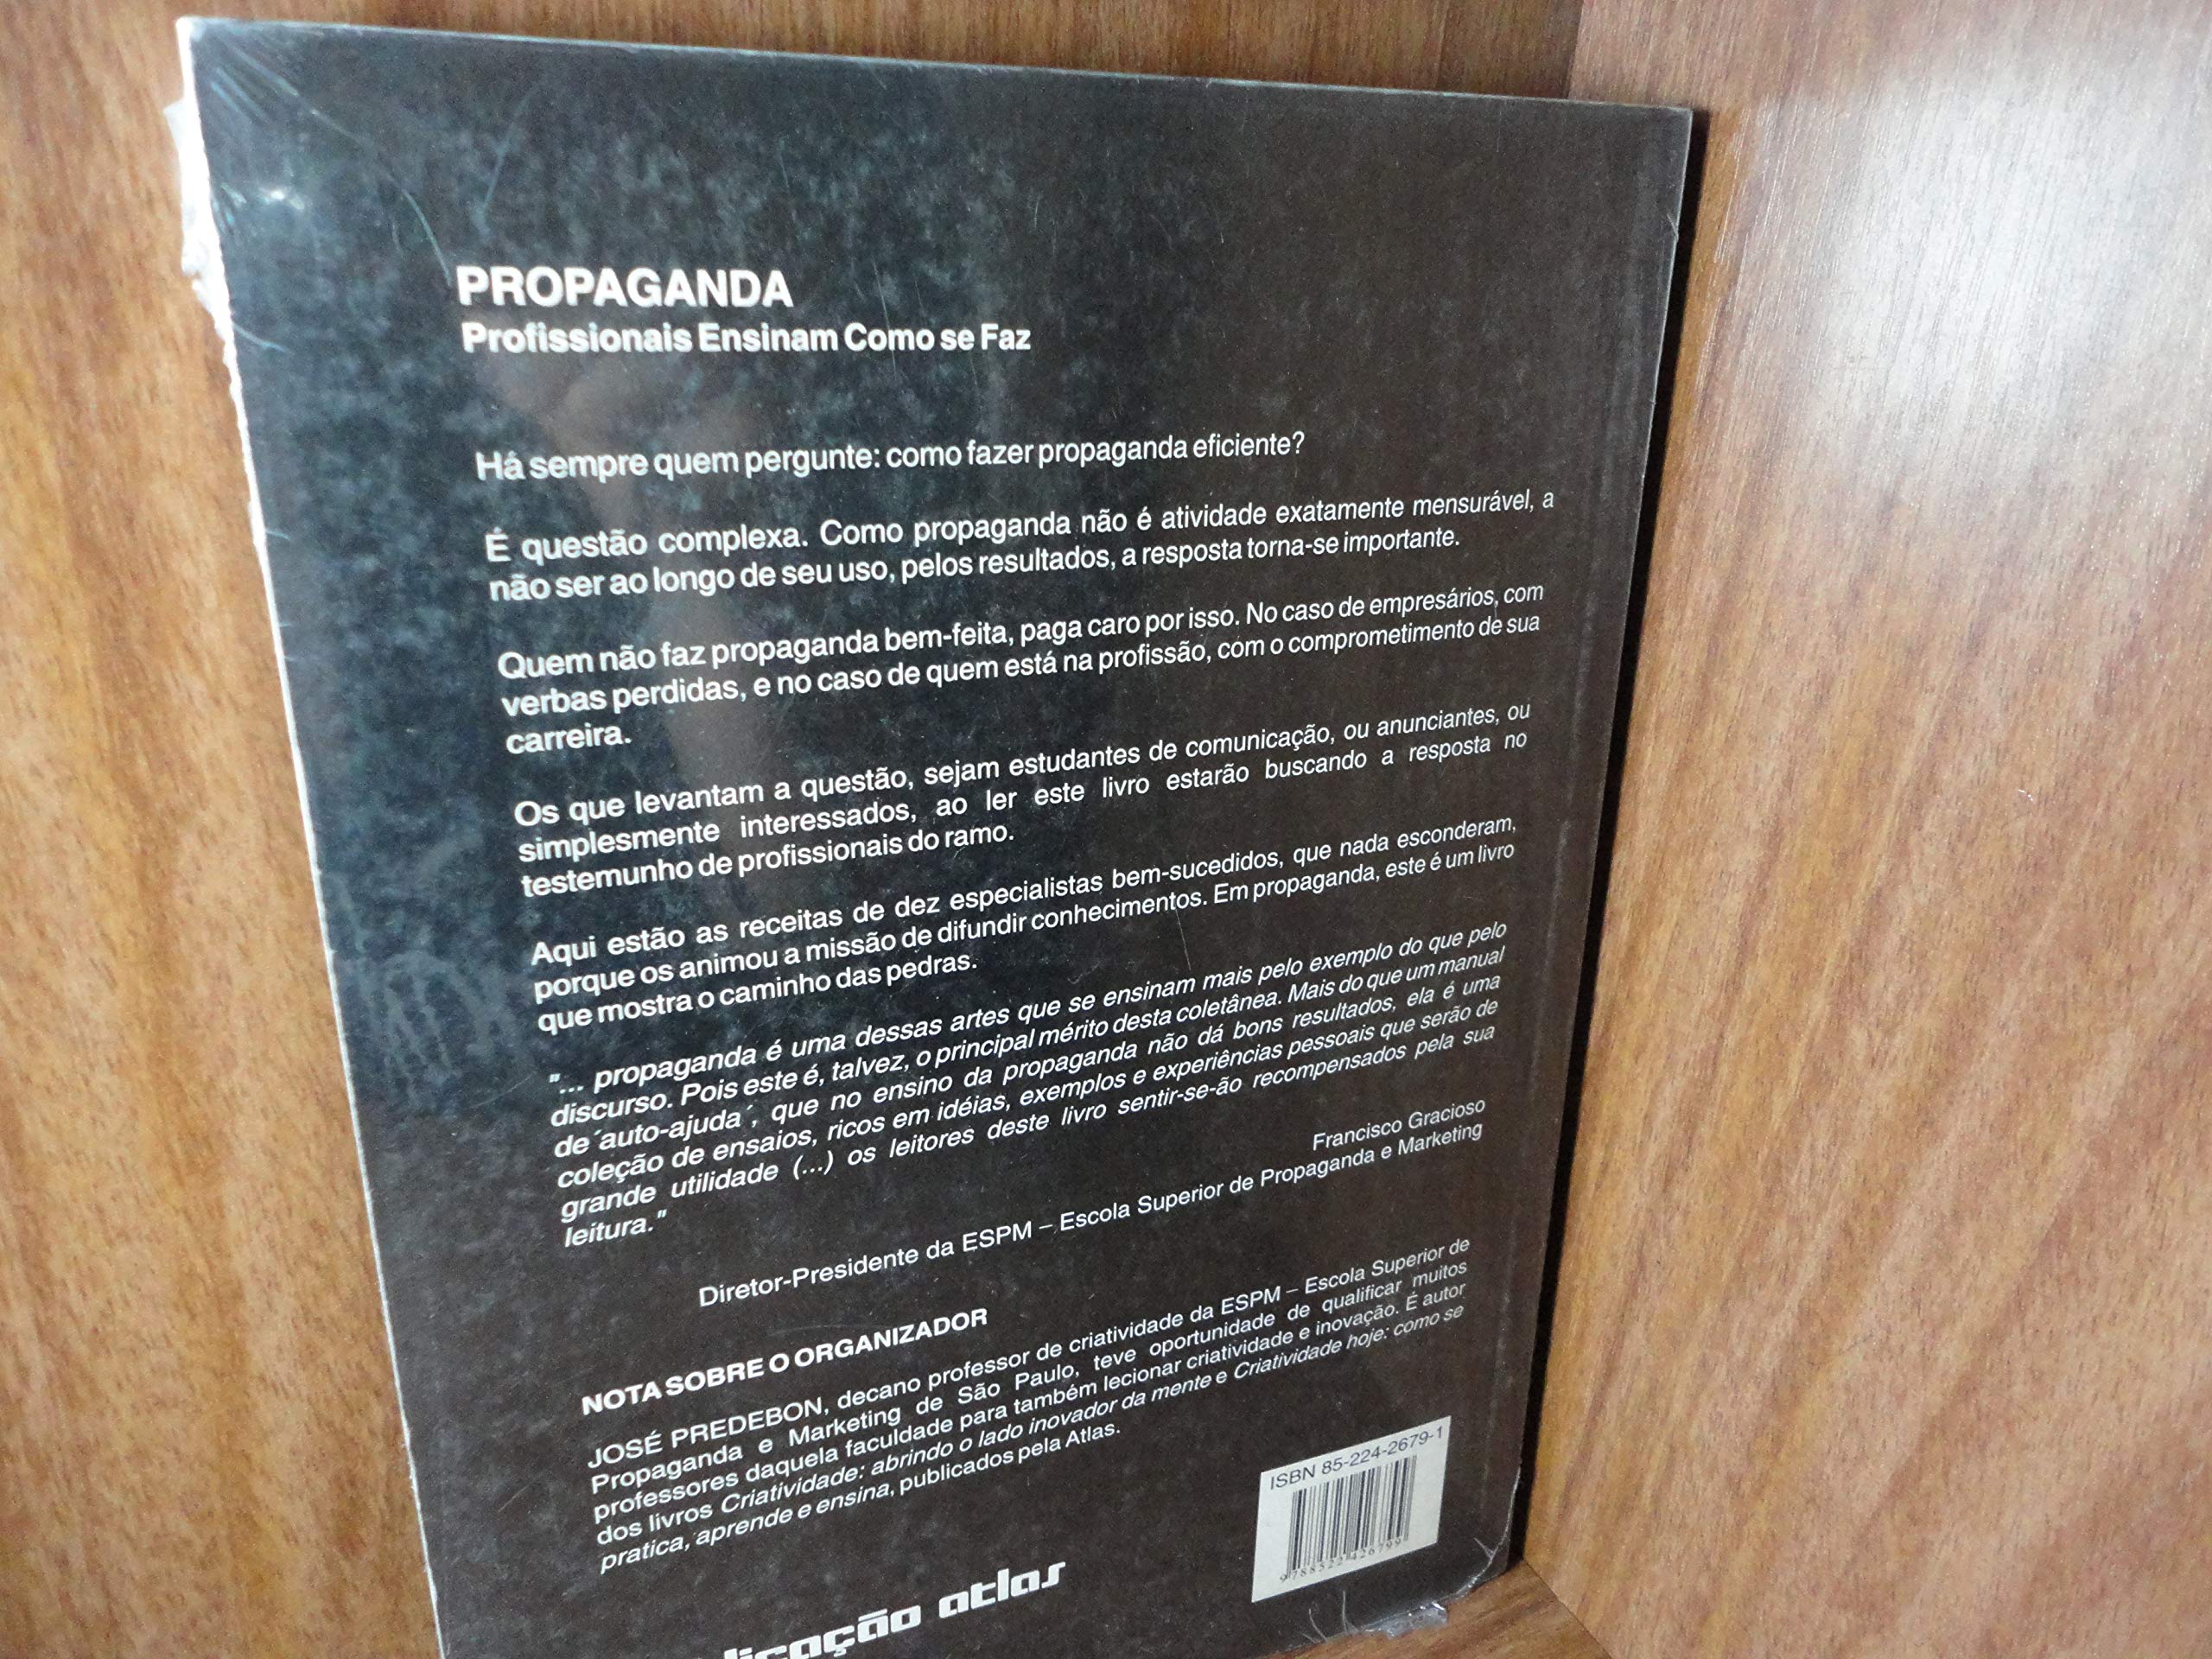 PROPAGANDA
Profissionais Ensinam Como se Faz
Há sempre quem pergunte: como fazer propaganda eficiente?
É questão complexa. Como propaganda não é atividade exatamente mensurável, a
não ser ao longo de seu uso, pelos resultados, a resposta torna-se importante.
Quem não faz propaganda bem-feita, paga caro por isso. No caso de empresários, com
verbas perdidas, e no caso de quem está na profissão, com o comprometimento de sua
carreira.
Os que levantam a questão, sejam estudantes de comunicação, ou anunciantes, ou
simplesmente interessados, ao ler este livro estarão buscando a resposta no
testemunho de profissionais do ramo.
Aqui estão as receitas de dez especialistas bem-sucedidos, que nada esconderam,
porque os animou a missão de difundir conhecimentos. Em propaganda, este é um livro
que mostra o caminho das pedras.
"... propaganda é uma dessas artes que se ensinam mais pelo exemplo do que pelo
discurso. Pois este é, talvez, o principal mérito desta coletânea. Mais do que um manual
de ´auto-ajuda´, que no ensino da propaganda não dá bons resultados, ela é uma
coleção de ensaios, ricos em idéias, exemplos e experiências pessoais que serão de
grande utilidade (...) os leitores deste livro sentir-se-ão recompensados pela sua
leitura."
Francisco Gracioso
Diretor-Presidente da ESPM – Escola Superior de Propaganda e Marketing
NOTA SOBRE O ORGANIZADOR
JOSÉ PREDEBON, decano professor de criatividade da ESPM – Escola Superior de
Propaganda e Marketing de São Paulo, teve oportunidade de qualificar muitos
professores daquela faculdade para também lecionar criatividade e inovação. É autor
dos livros Criatividade: abrindo o lado inovador da mente e Criatividade hoje: como se
pratica, aprende e ensina, publicados pela Atlas.
ISBN 85-224-2679-1
9 788522 426799
atlas